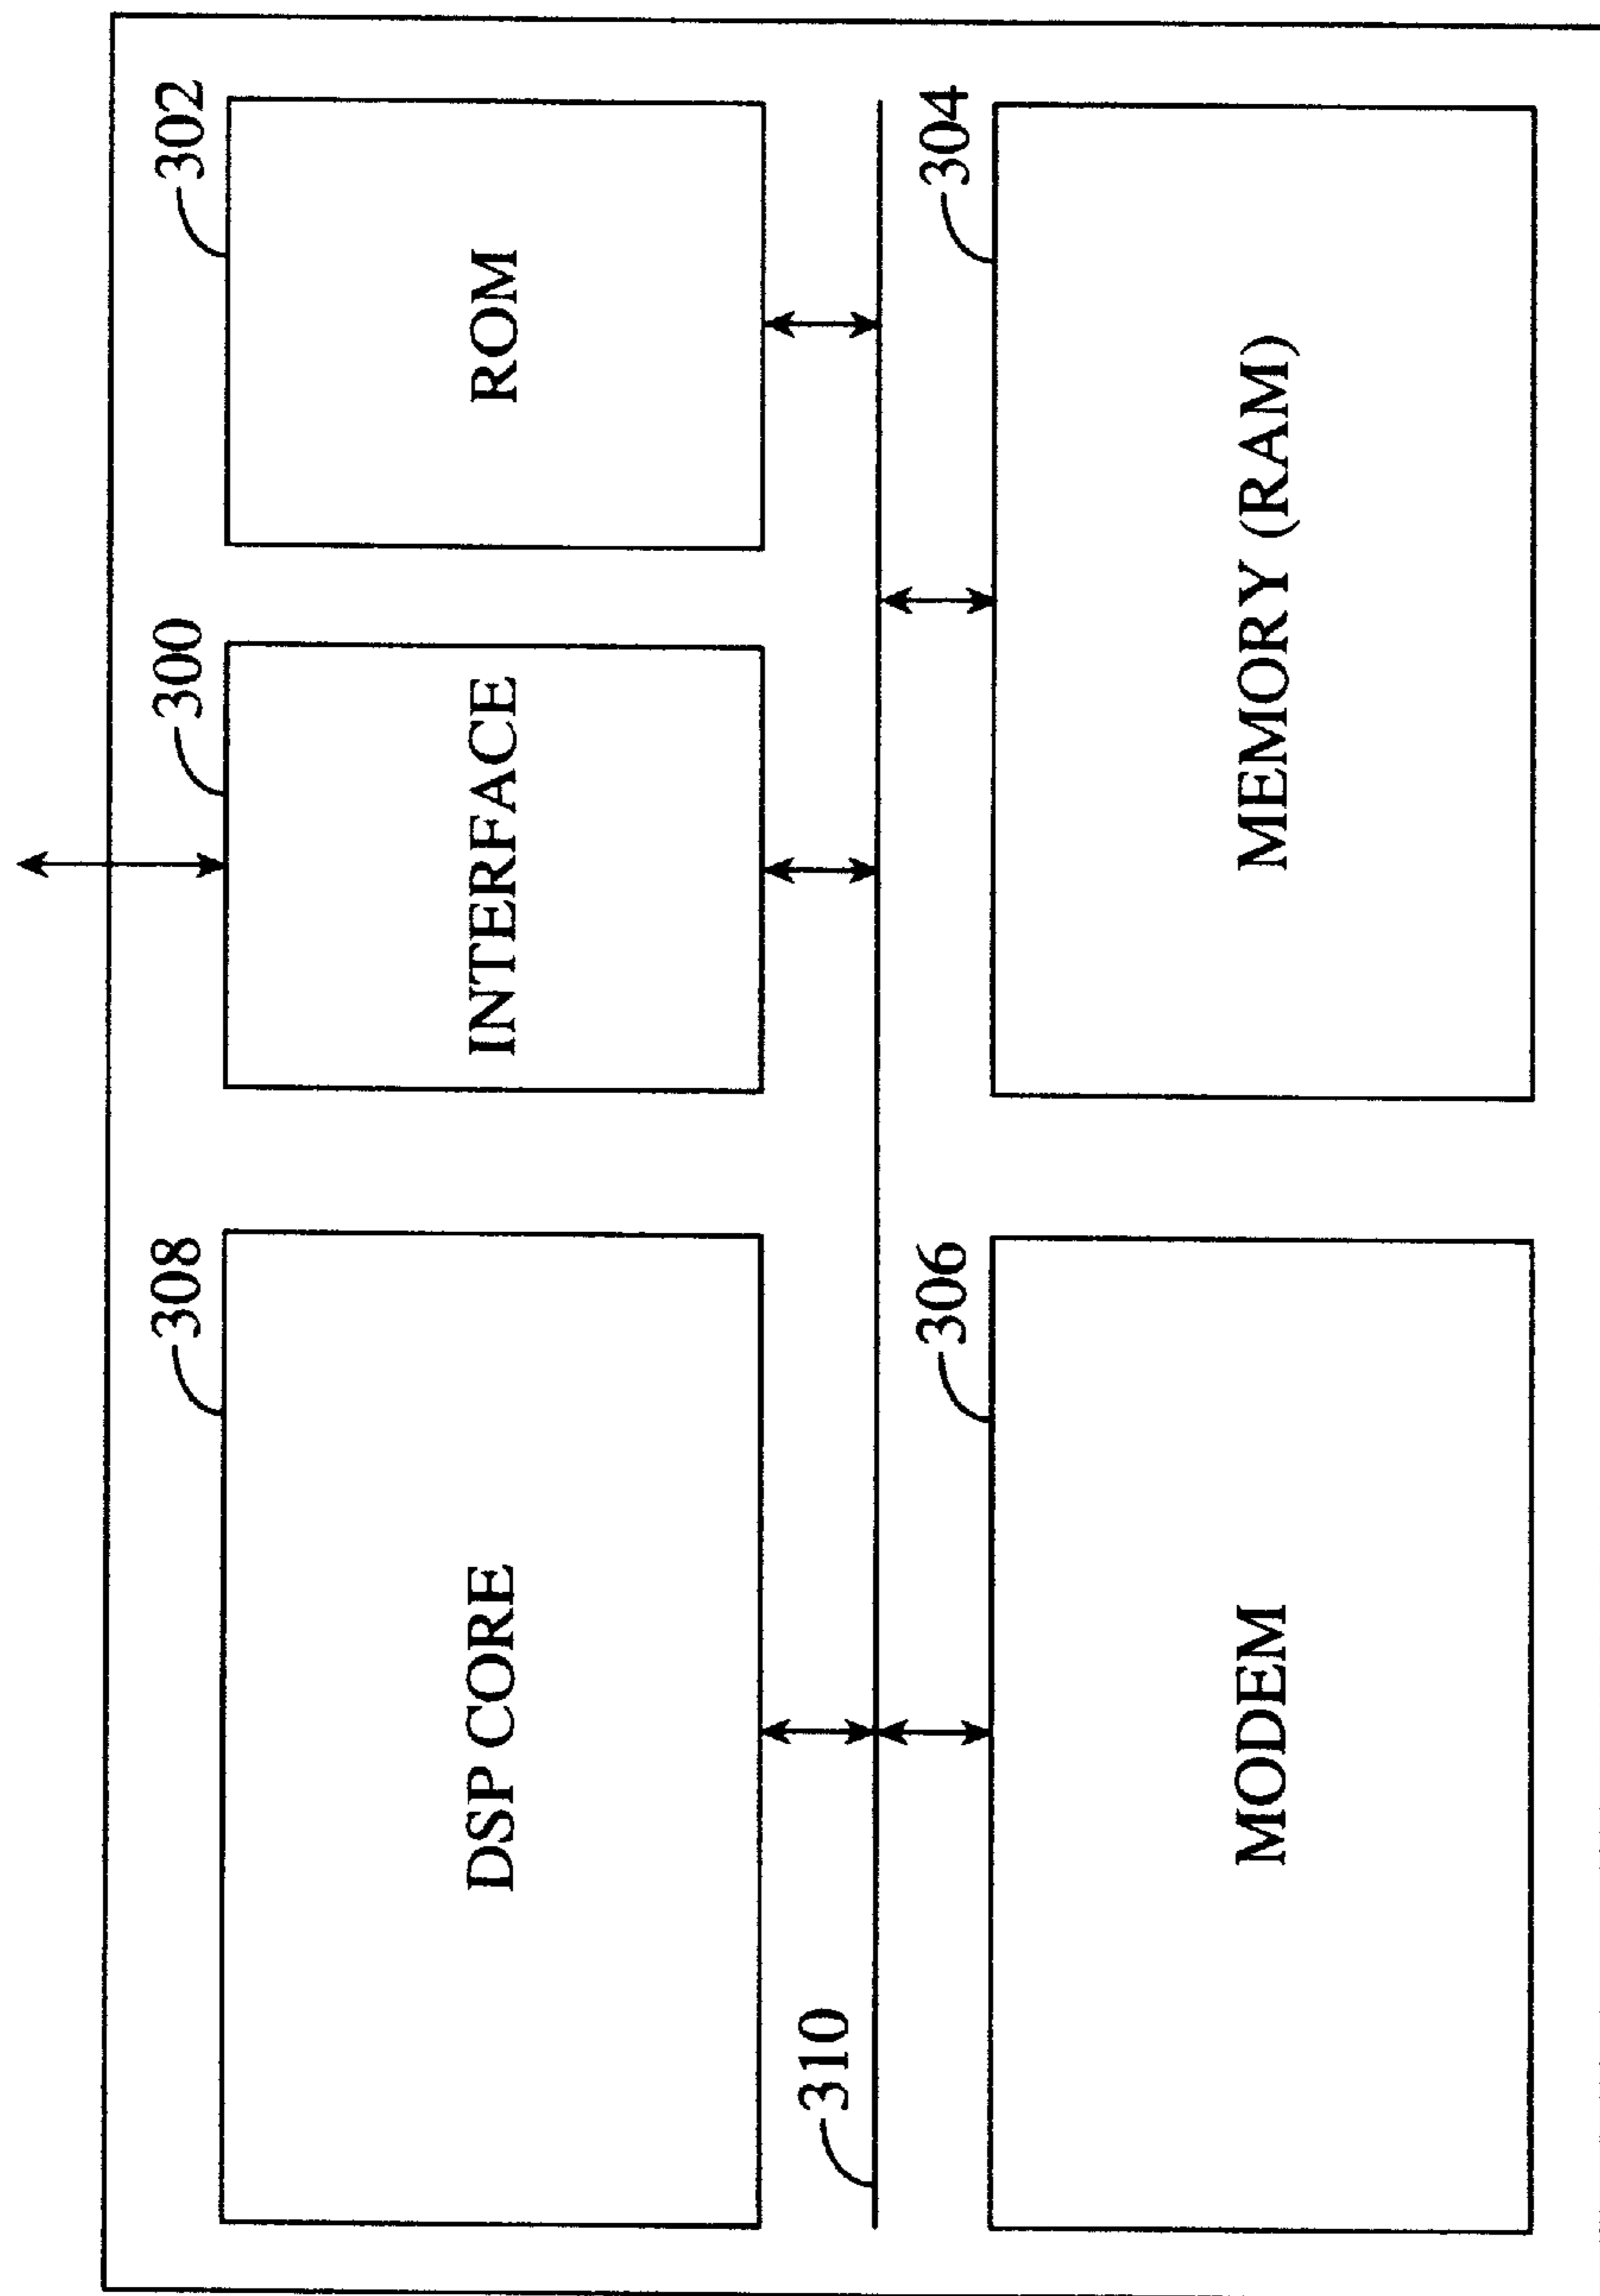 308
DSP CORE
300
INTERFACE
302
ROM
310
306
MODEM
304
MEMORY (RAM)